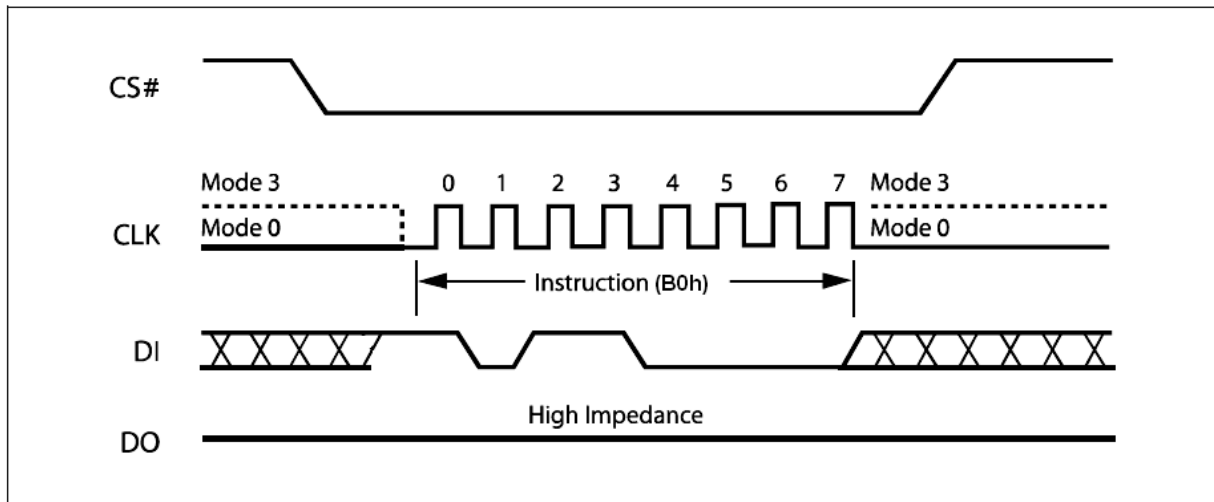 CS#
Mode 3
0 1 2 3 4 5 6 7
Mode 3
CLK
Mode 0
Mode 0
Instruction (B0h)
DI
High Impedance
DO